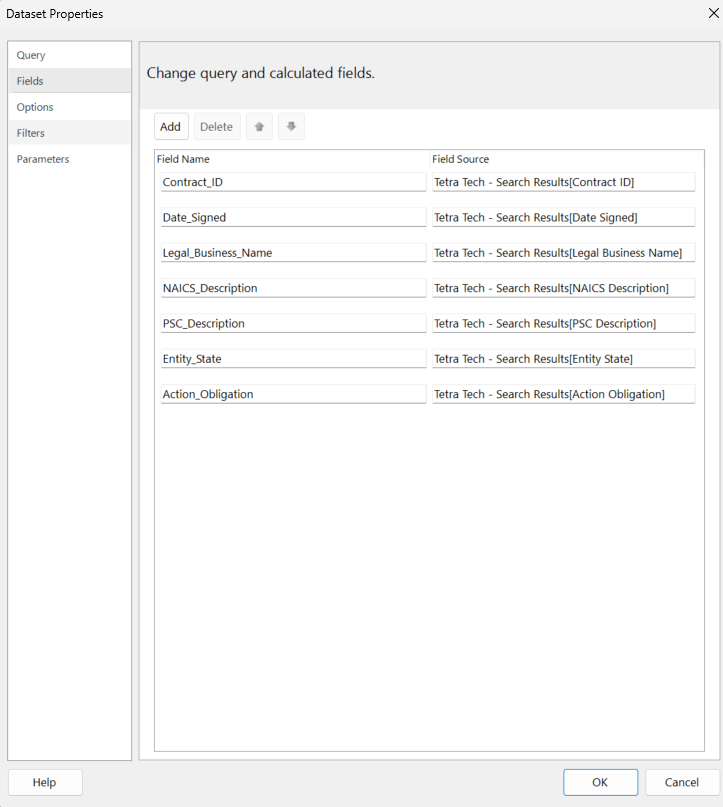 Dataset Properties
Query
Fields
Options
Filters
Parameters
Change query and calculated fields.
Add Delete
Field Name Field Source
Contract_ID Tetra Tech - Search Results[Contract ID]
Date_Signed Tetra Tech - Search Results[Date Signed]
Legal_Business_Name Tetra Tech - Search Results[Legal Business Name]
NAICS_Description Tetra Tech - Search Results[NAICS Description]
PSC_Description Tetra Tech - Search Results[PSC Description]
Entity_State Tetra Tech - Search Results[Entity State]
Action_Obligation Tetra Tech - Search Results[Action Obligation]
Help OK Cancel